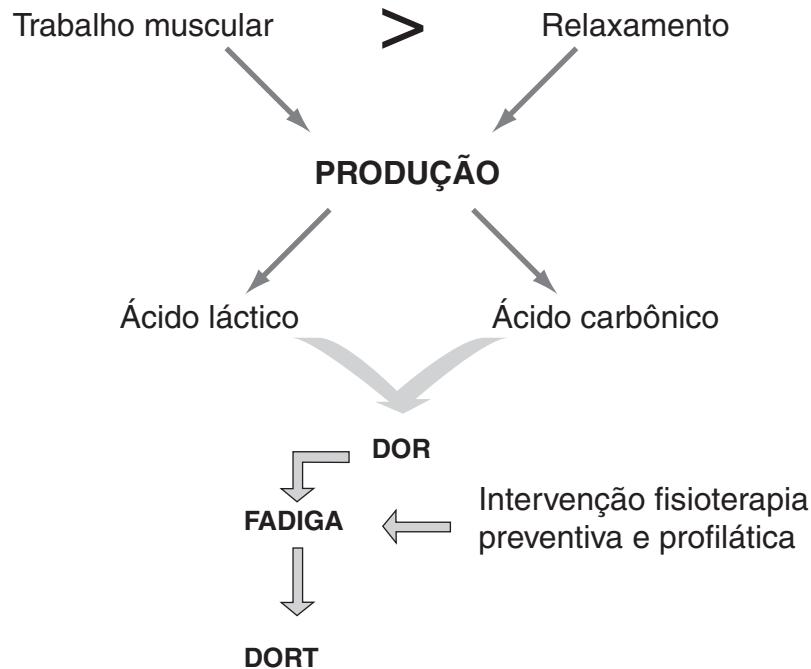 Trabalho muscular > Relaxamento
PRODUÇÃO
Ácido láctico Ácido carbônico
DOR
FADIGA
Intervenção fisioterapia
preventiva e profilática
DORT